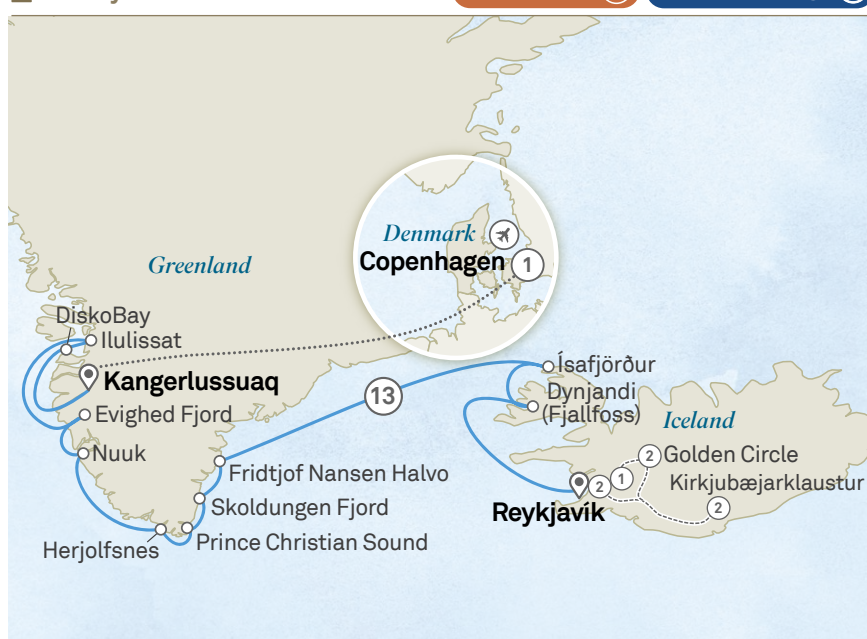 Denmark
Copenhagen
1
Greenland
DiskoBay
Ilulissat
Kangerlussuaq
13
Ísafjörður
Dynjandi
(Fjallfoss)
Evighed Fjord
Iceland
Nuuk
2
Golden Circle
Fridtjof Nansen Halvo
1
Kirkjubæjarklaustur
2
Skoldungen Fjord
Reykjavík
2
Herjolfsnes
Prince Christian Sound